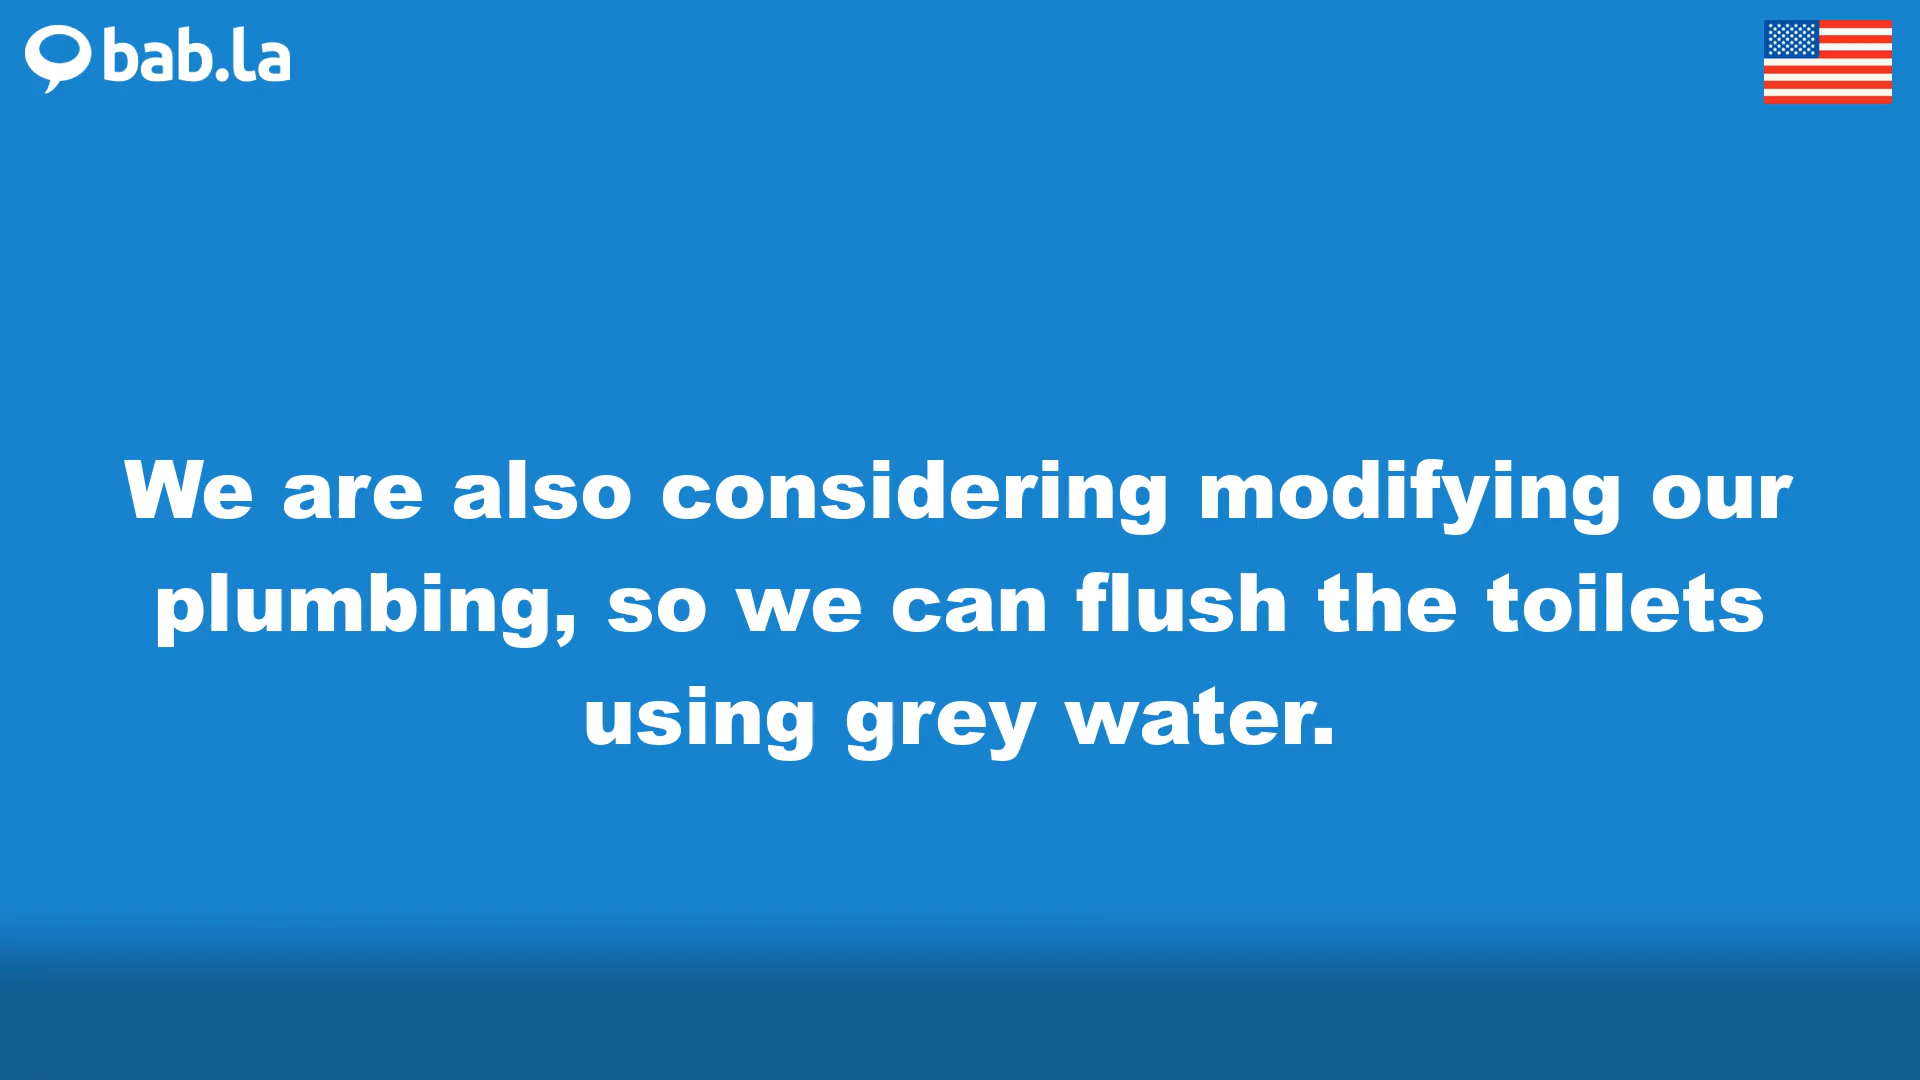 bab.la
We are also considering modifying our
plumbing, so we can flush the toilets
using grey water.